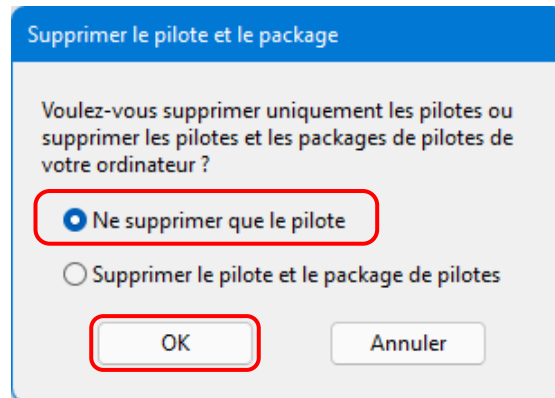 Supprimer le pilote et le package
Voulez-vous supprimer uniquement les pilotes ou
supprimer les pilotes et les packages de pilotes de
votre ordinateur ?
Ne supprimer que le pilote
Supprimer le pilote et le package de pilotes
OK
Annuler